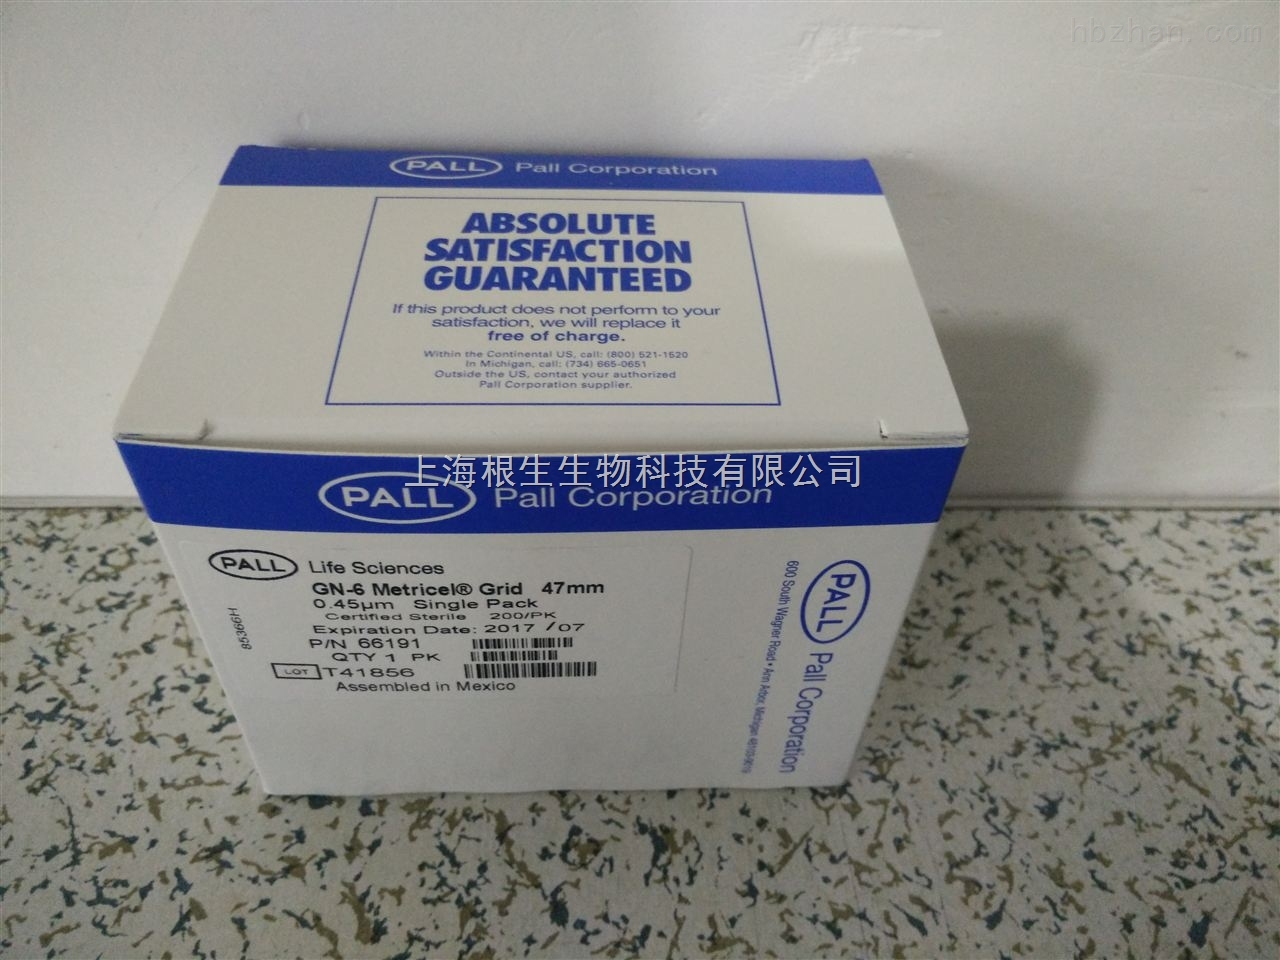 hbzhan.com
PALL Pall Corporation
ABSOLUTE
SATISFACTION
GUARANTEED
If this product does not perform to your
satisfaction, we will replace it
free of charge.
Within the Continental US, call: (800) 521-1520
In Michigan, call: (734) 665-0651
Outside the US, contact your authorized
Pall Corporation supplier.
上海根生生物科技有限公司
PALL Pall Corporation
PALL Life Sciences
GN-6 Metricel® Grid 47mm
0.45µm Single Pack
Certified Sterile 200/PK
Expiration Date: 2017 /07
P/N 66191
QTY 1 PK
LOT T41856
Assembled in Mexico
85366H
PALL Pall Corporation
600 South Wagner Road • Ann Arbor, Michigan 48103-9019